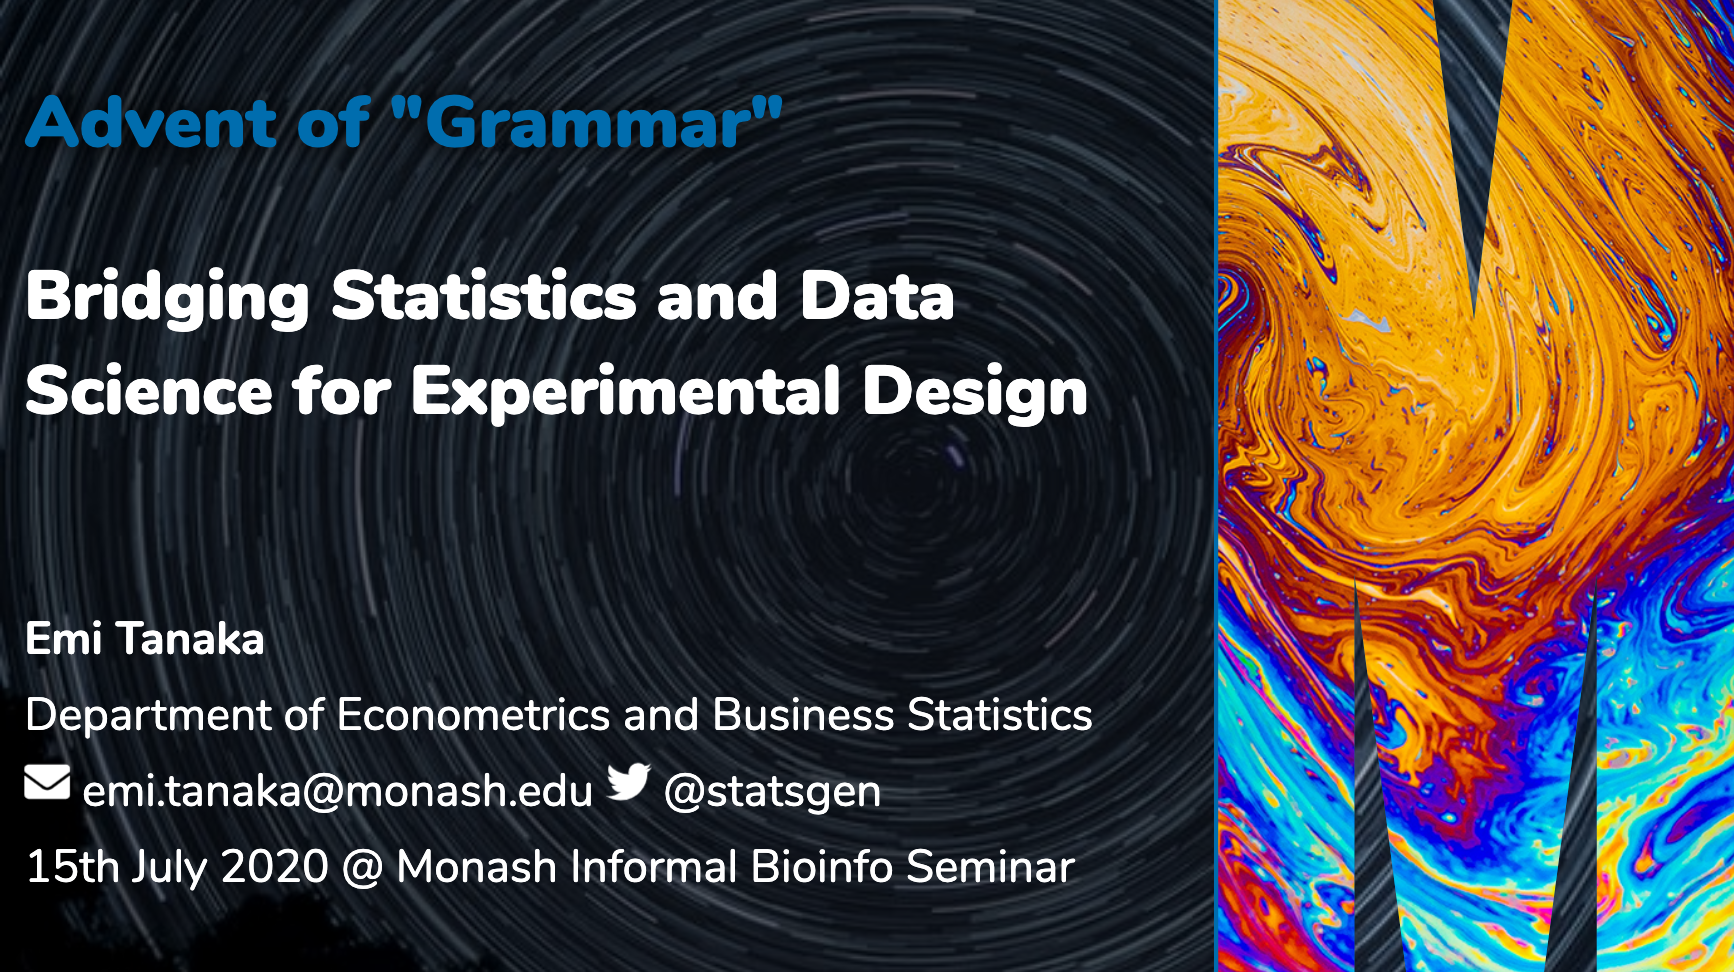 Advent of "Grammar"
Bridging Statistics and Data
Science for Experimental Design
Emi Tanaka
Department of Econometrics and Business Statistics
emi.tanaka@monash.edu @statsgen
15th July 2020 @ Monash Informal Bioinfo Seminar